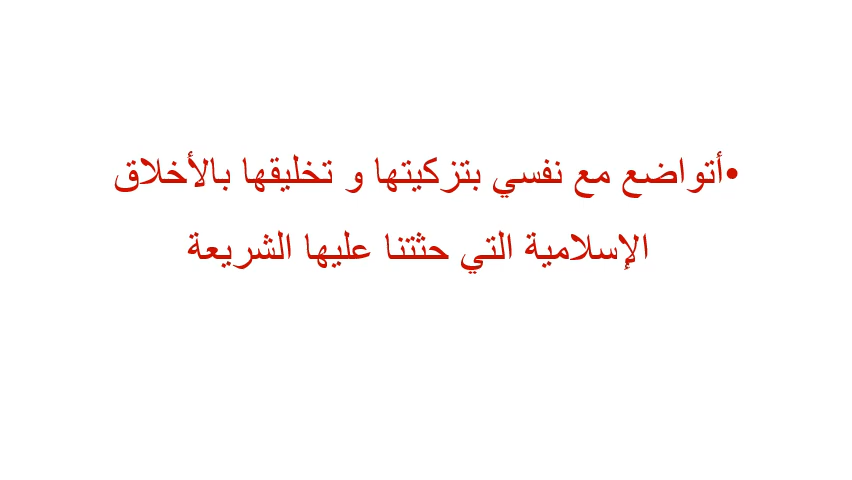 •أتواضع مع نفسي بتزكيتها و تخليقها بالأخلاق
الإسلامية التي حثتنا عليها الشريعة